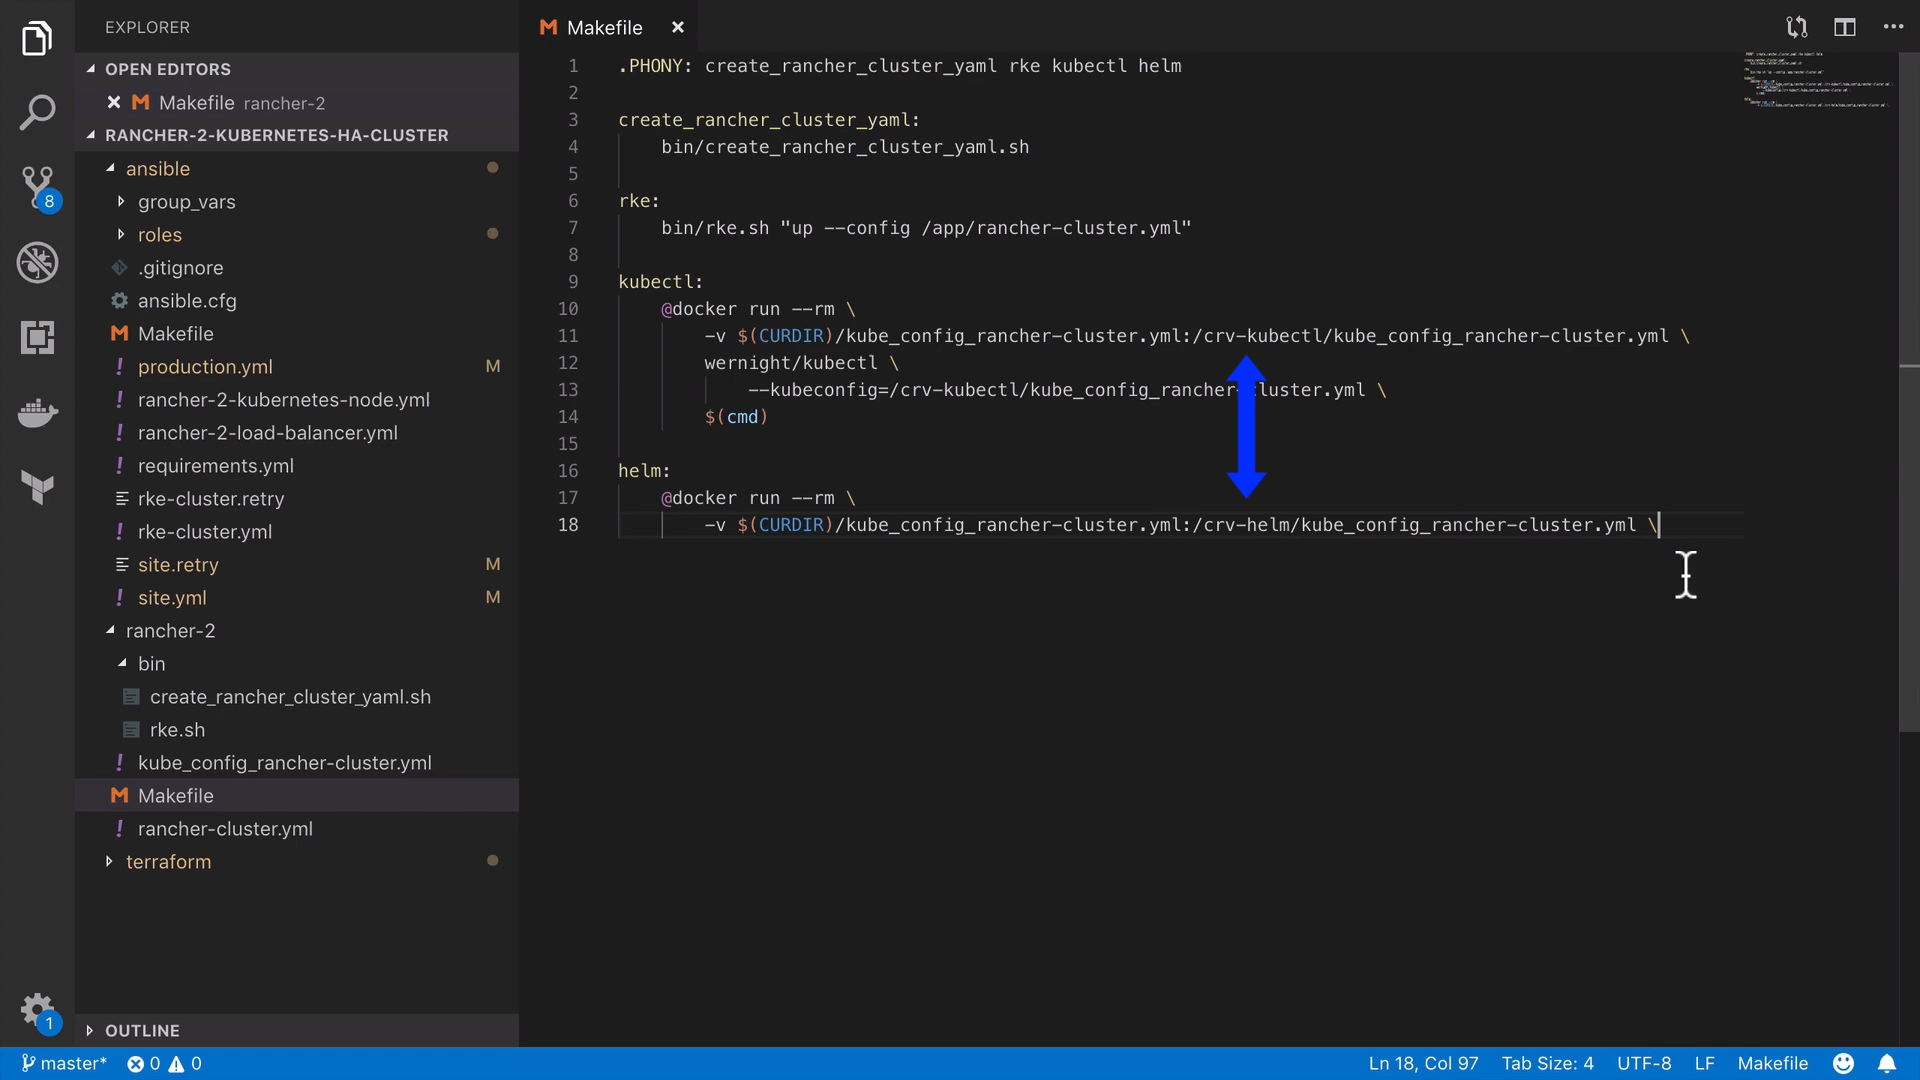 EXPLORER
OPEN EDITORS
Makefile rancher-2
RANCHER-2-KUBERNETES-HA-CLUSTER
ansible
group_vars
roles
.gitignore
ansible.cfg
Makefile
production.yml M
rancher-2-kubernetes-node.yml
rancher-2-load-balancer.yml
requirements.yml
rke-cluster.retry
rke-cluster.yml
site.retry M
site.yml M
rancher-2
bin
create_rancher_cluster_yaml.sh
rke.sh
kube_config_rancher-cluster.yml
Makefile
rancher-cluster.yml
terraform
OUTLINE
8
1
Makefile
1 .PHONY: create_rancher_cluster_yaml rke kubectl helm
2
3 create_rancher_cluster_yaml:
4 bin/create_rancher_cluster_yaml.sh
5
6 rke:
7 bin/rke.sh "up --config /app/rancher-cluster.yml"
8
9 kubectl:
10 @docker run --rm \
11 -v $(CURDIR)/kube_config_rancher-cluster.yml:/crv-kubectl/kube_config_rancher-cluster.yml \
12 wernight/kubectl \
13 --kubeconfig=/crv-kubectl/kube_config_rancher-cluster.yml \
14 $(cmd)
15
16 helm:
17 @docker run --rm \
18 -v $(CURDIR)/kube_config_rancher-cluster.yml:/crv-helm/kube_config_rancher-cluster.yml \
master* 0 0 Ln 18, Col 97 Tab Size: 4 UTF-8 LF Makefile